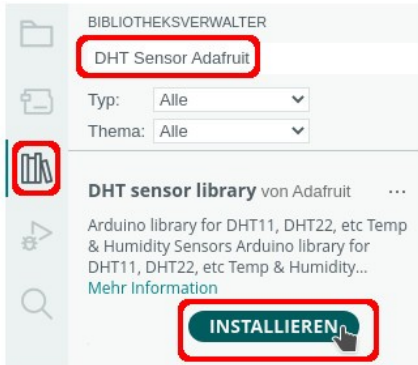 BIBLIOTHEKSVERWALTER
DHT Sensor Adafruit
Typ: Alle
Thema: Alle
DHT sensor library von Adafruit ...
Arduino library for DHT11, DHT22, etc Temp
& Humidity Sensors Arduino library for
DHT11, DHT22, etc Temp & Humidity...
Mehr Information
INSTALLIEREN